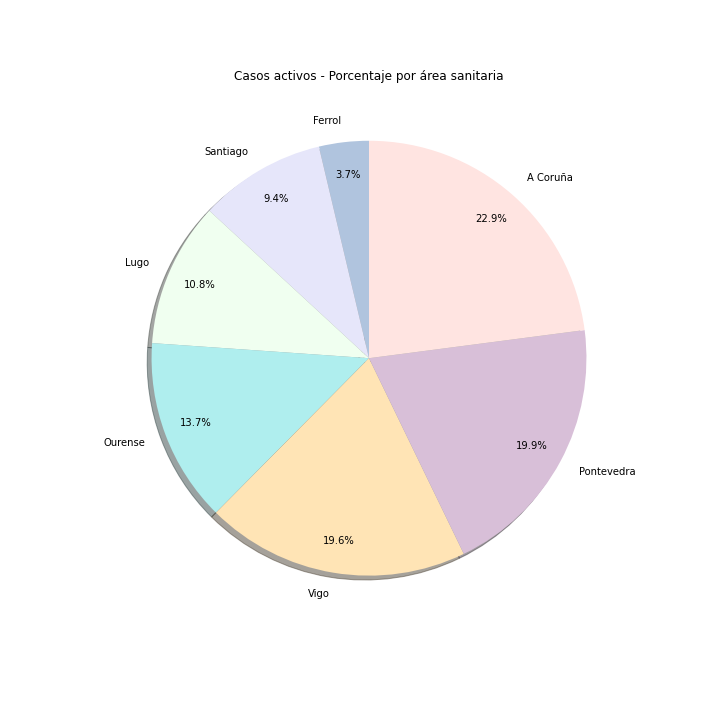 Casos activos - Porcentaje por área sanitaria
Ferrol
3.7%
Santiago
9.4%
A Coruña
22.9%
Lugo
10.8%
Ourense
13.7%
Pontevedra
19.9%
Vigo
19.6%